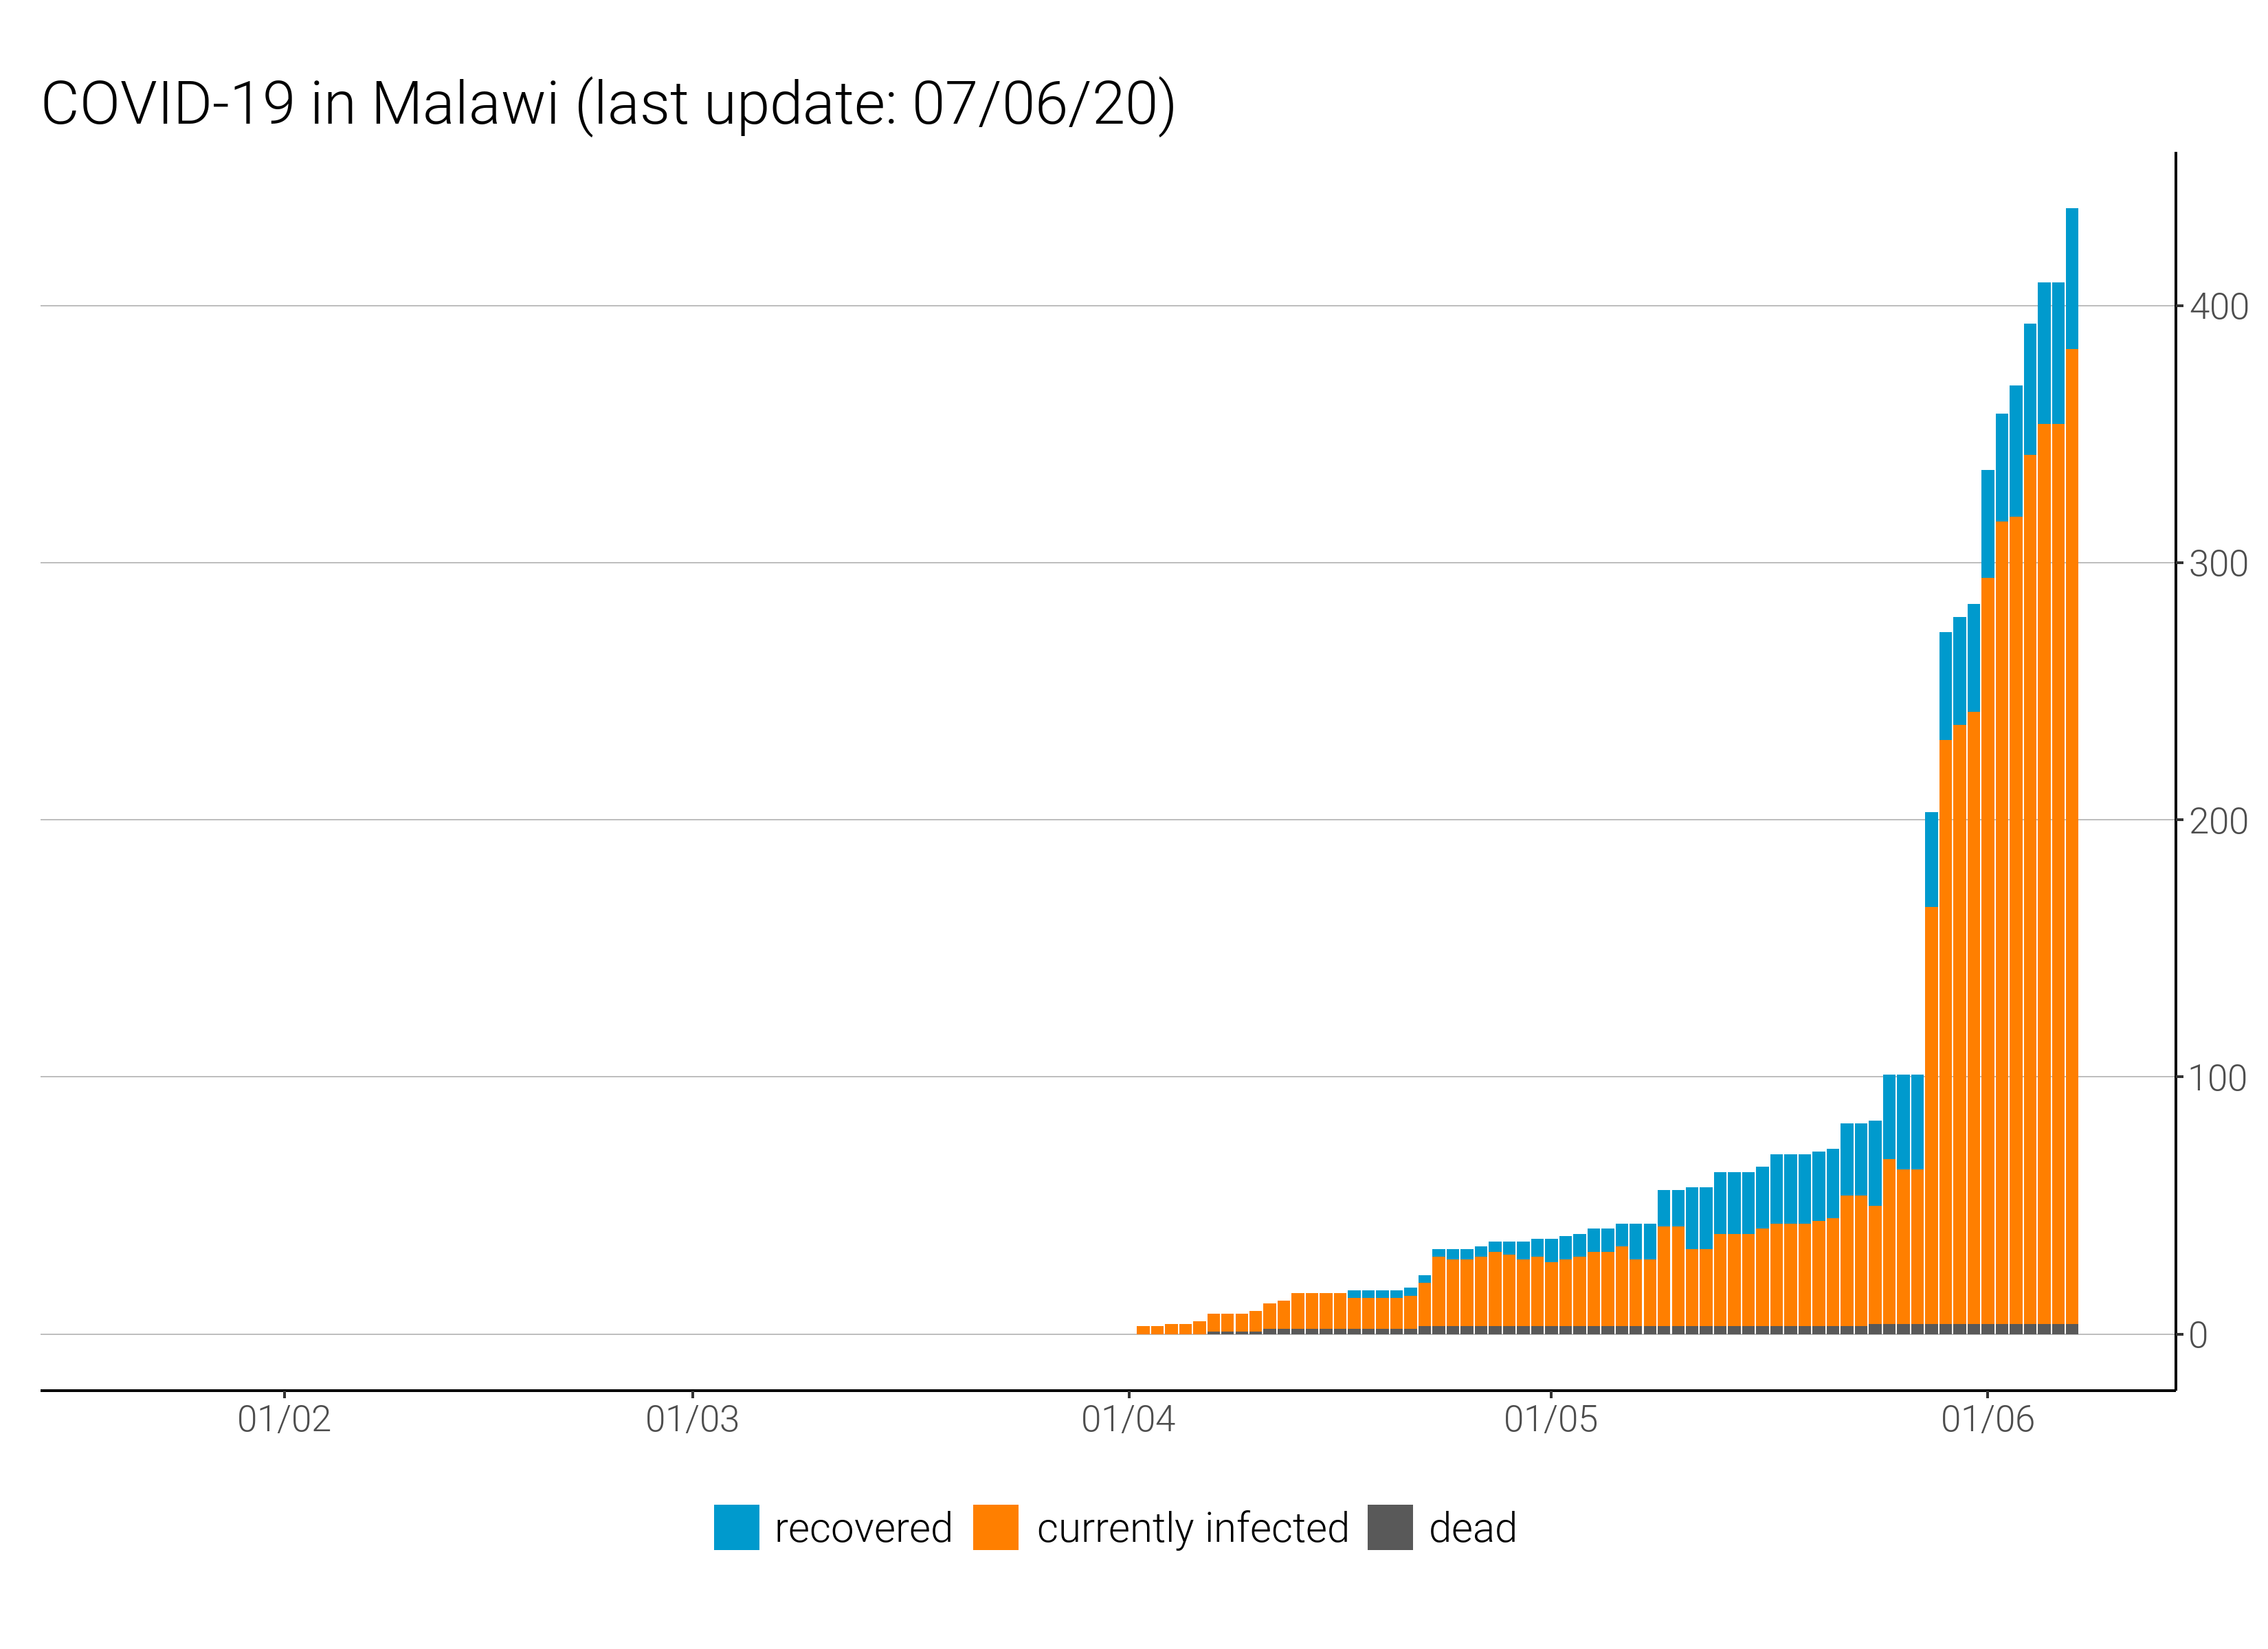 COVID-19 in Malawi (last update: 07/06/20)
400
300
200
100
0
01/02 01/03 01/04 01/05 01/06
recovered currently infected dead